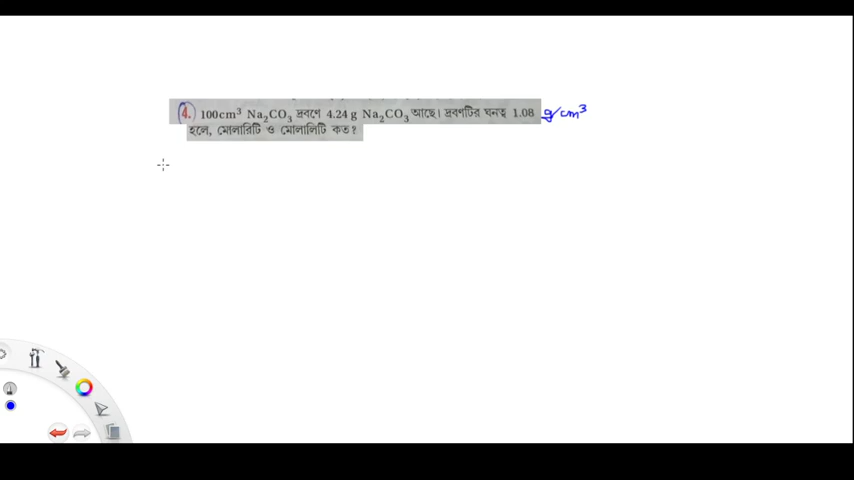 4. 100cm³ Na₂CO₃ দ্রবণে 4.24 g Na₂CO₃ আছে। দ্রবণটির ঘনত্ব 1.08 g/cm³
হলে, মোলারিটি ও মোলালিটি কত?